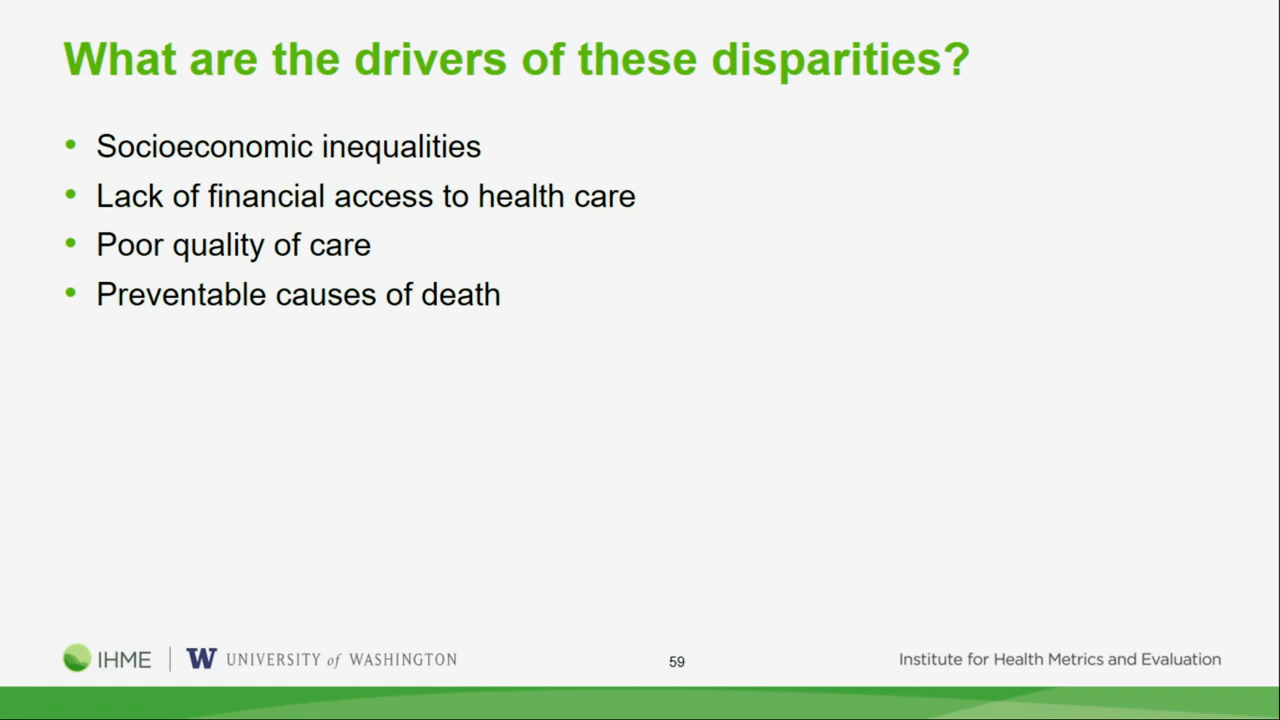 What are the drivers of these disparities?
• Socioeconomic inequalities
• Lack of financial access to health care
• Poor quality of care
• Preventable causes of death
IHME | W UNIVERSITY of WASHINGTON
59
Institute for Health Metrics and Evaluation